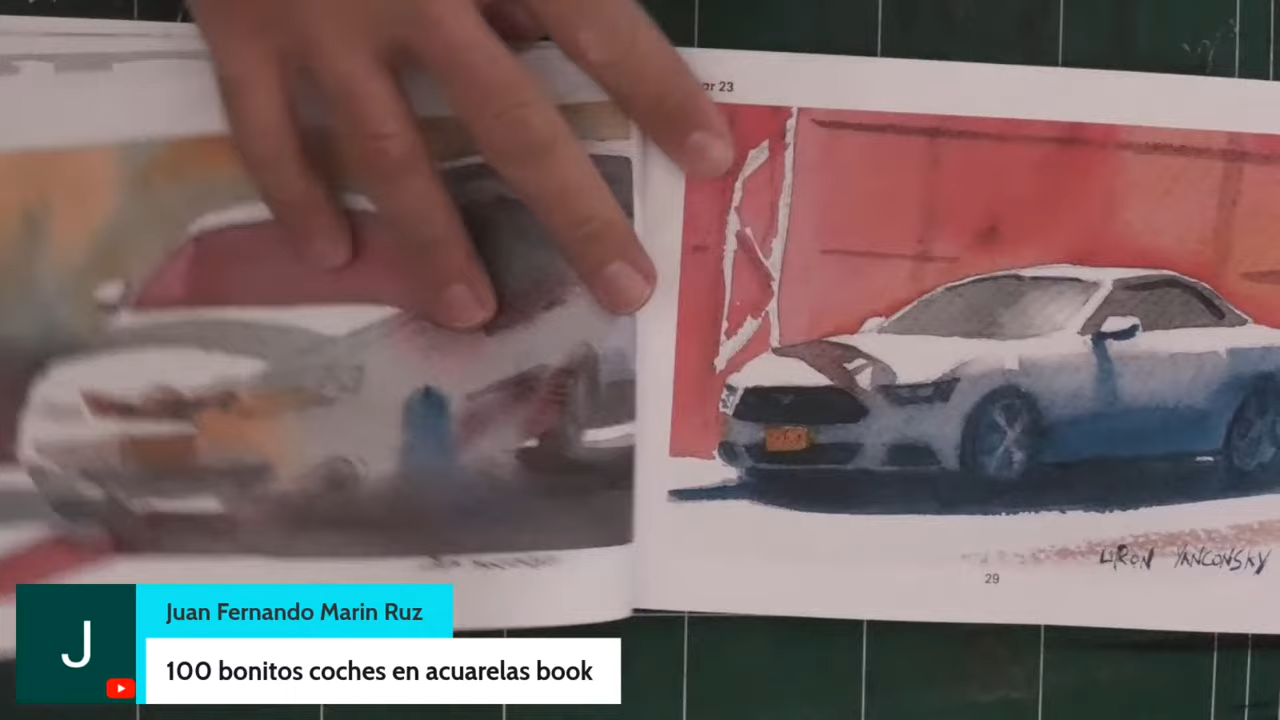 ar 23
LIRON YANCONSKY
29
J
Juan Fernando Marin Ruz
100 bonitos coches en acuarelas book